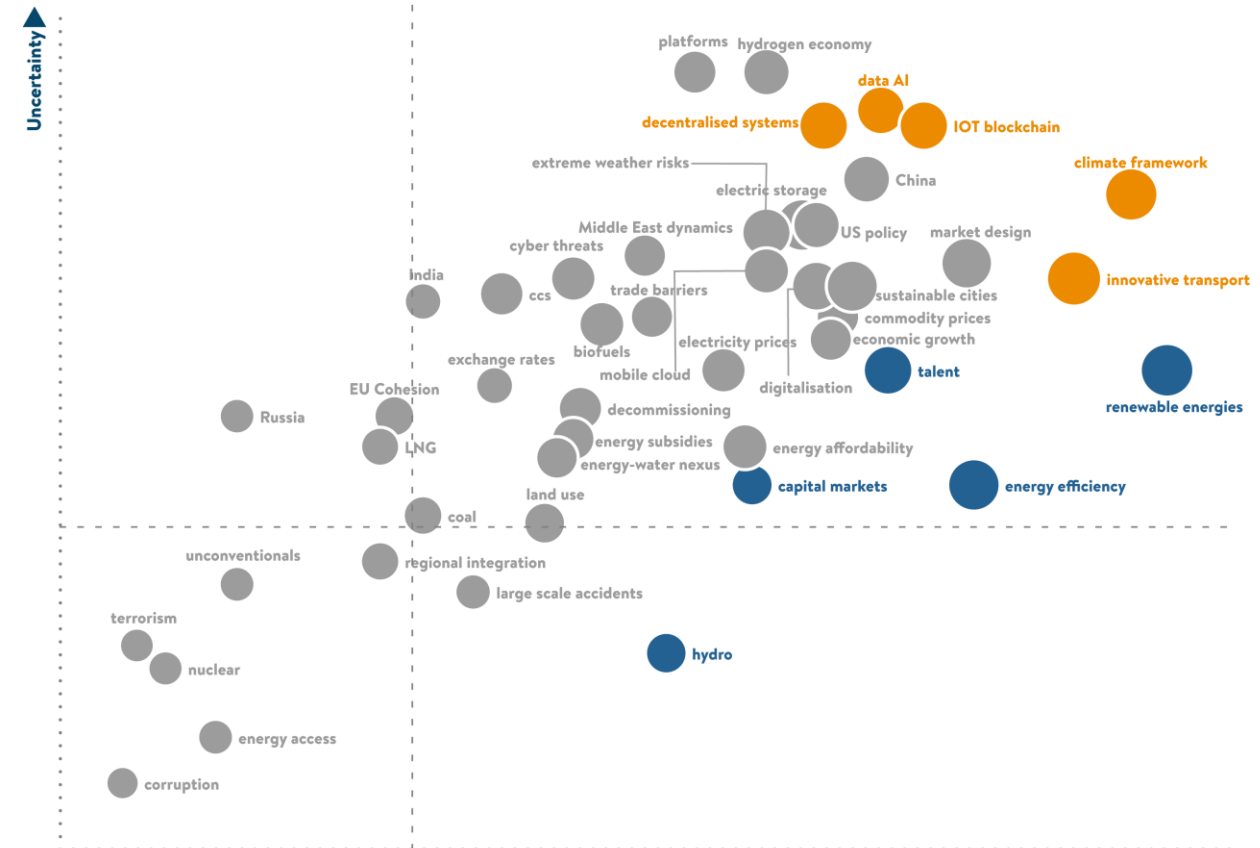 Uncertainty
platforms
hydrogen economy
data AI
decentralised systems
IOT blockchain
extreme weather risks
climate framework
China
electric storage
Middle East dynamics
US policy
market design
cyber threats
India
ccs
trade barriers
innovative transport
sustainable cities
commodity prices
electricity prices
economic growth
biofuels
exchange rates
mobile cloud
digitalisation
talent
EU Cohesion
renewable energies
Russia
decommissioning
energy subsidies
LNG
energy affordability
energy-water nexus
capital markets
energy efficiency
land use
coal
unconventionals
regional integration
large scale accidents
terrorism
hydro
nuclear
energy access
corruption